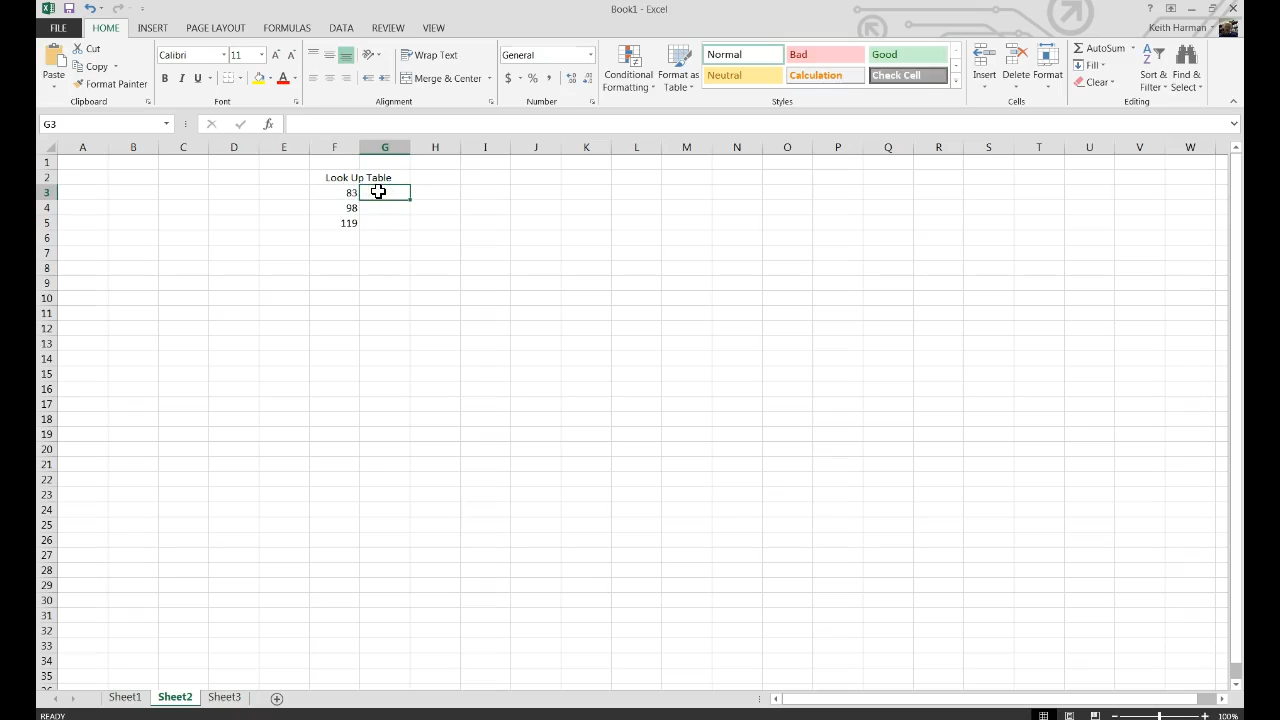 Book1 - Excel
?
FILE HOME INSERT PAGE LAYOUT FORMULAS DATA REVIEW VIEW Keith Harman
Paste Cut Copy Format Painter Clipboard
Calibri 11 B I U A Font
Wrap Text Merge & Center Alignment
General $ % , Number
Conditional Formatting Format as Table
Normal Bad Good
Neutral Calculation Check Cell
Styles
Insert Delete Format Cells
AutoSum Fill Clear Sort & Filter Find & Select Editing
G3 fx
A B C D E F G H I J K L M N O P Q R S T U V W
1
2 Look Up Table
3 83
4 98
5 119
6
7
8
9
10
11
12
13
14
15
16
17
18
19
20
21
22
23
24
25
26
27
28
29
30
31
32
33
34
35
Sheet1 Sheet2 Sheet3
READY 100%